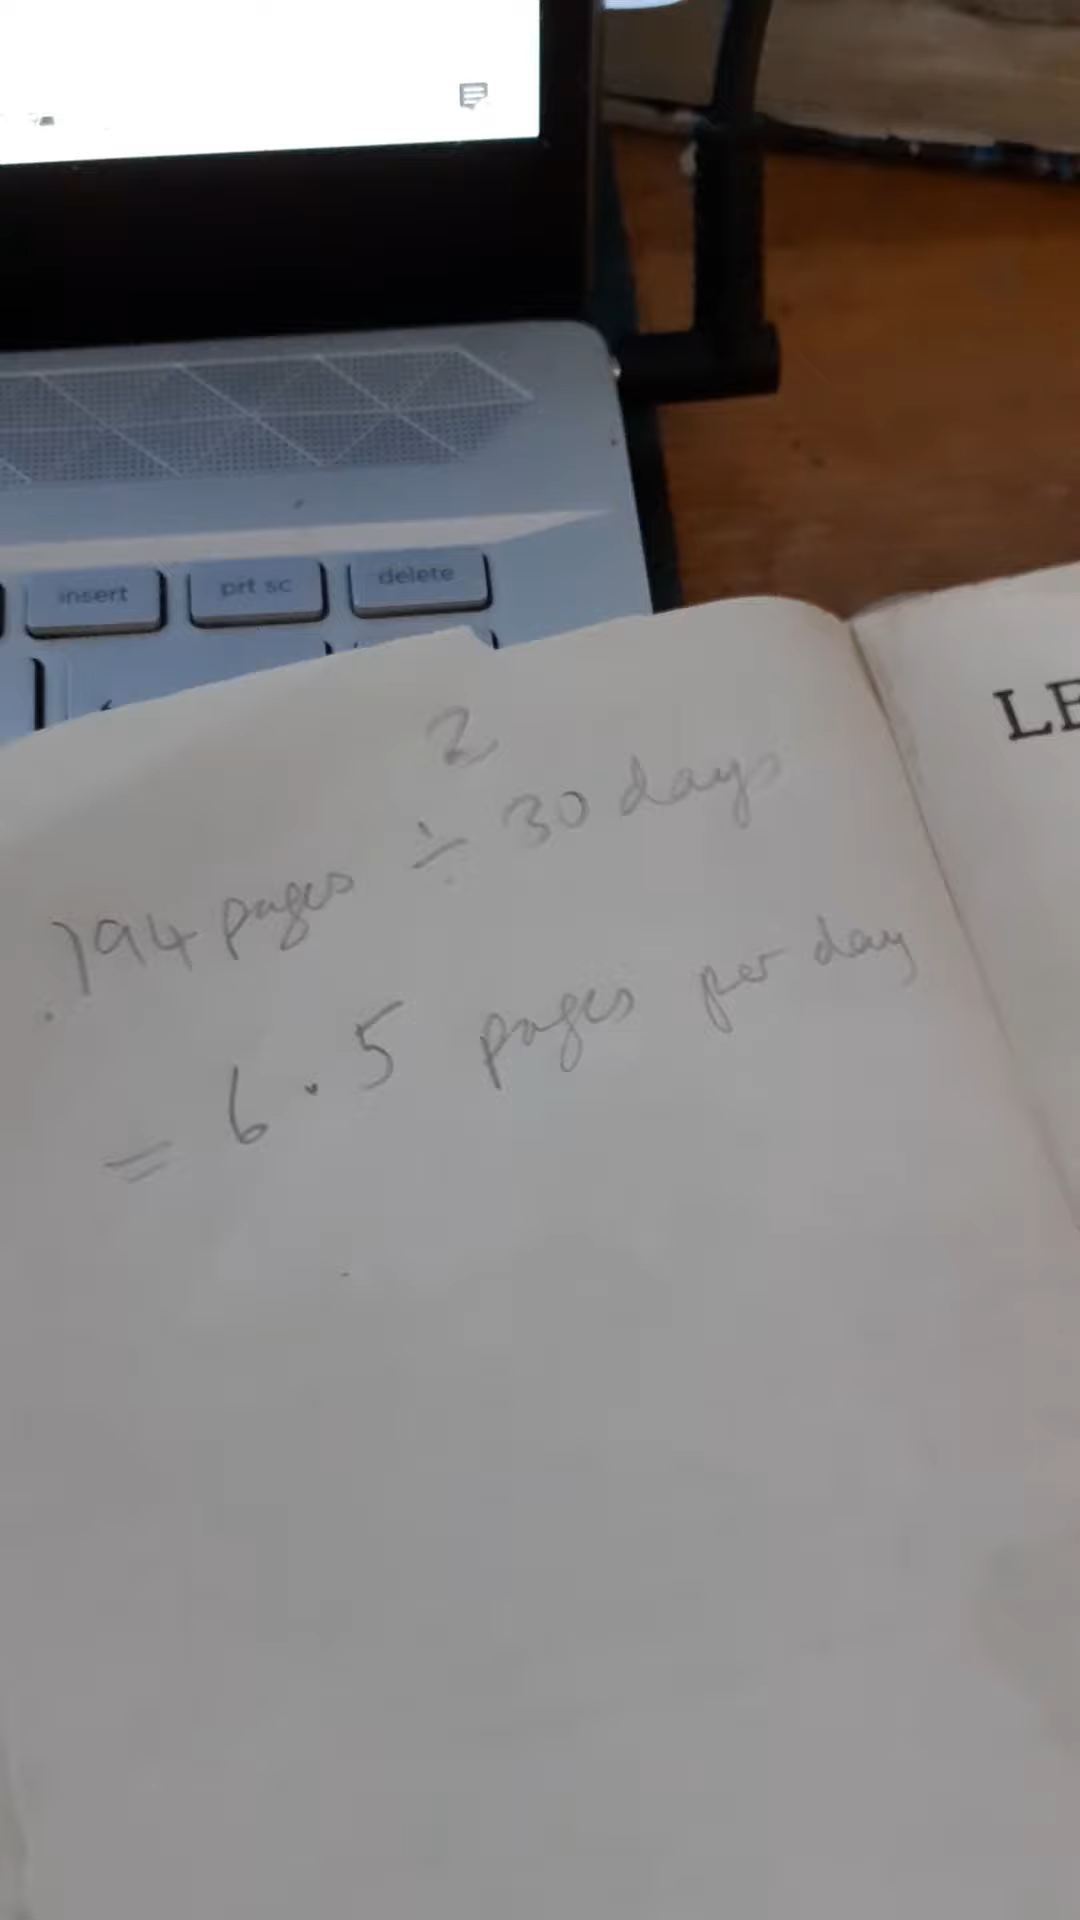 insert prt sc delete
LE
2
194 pages ÷ 30 days
= 6.5 pages per day